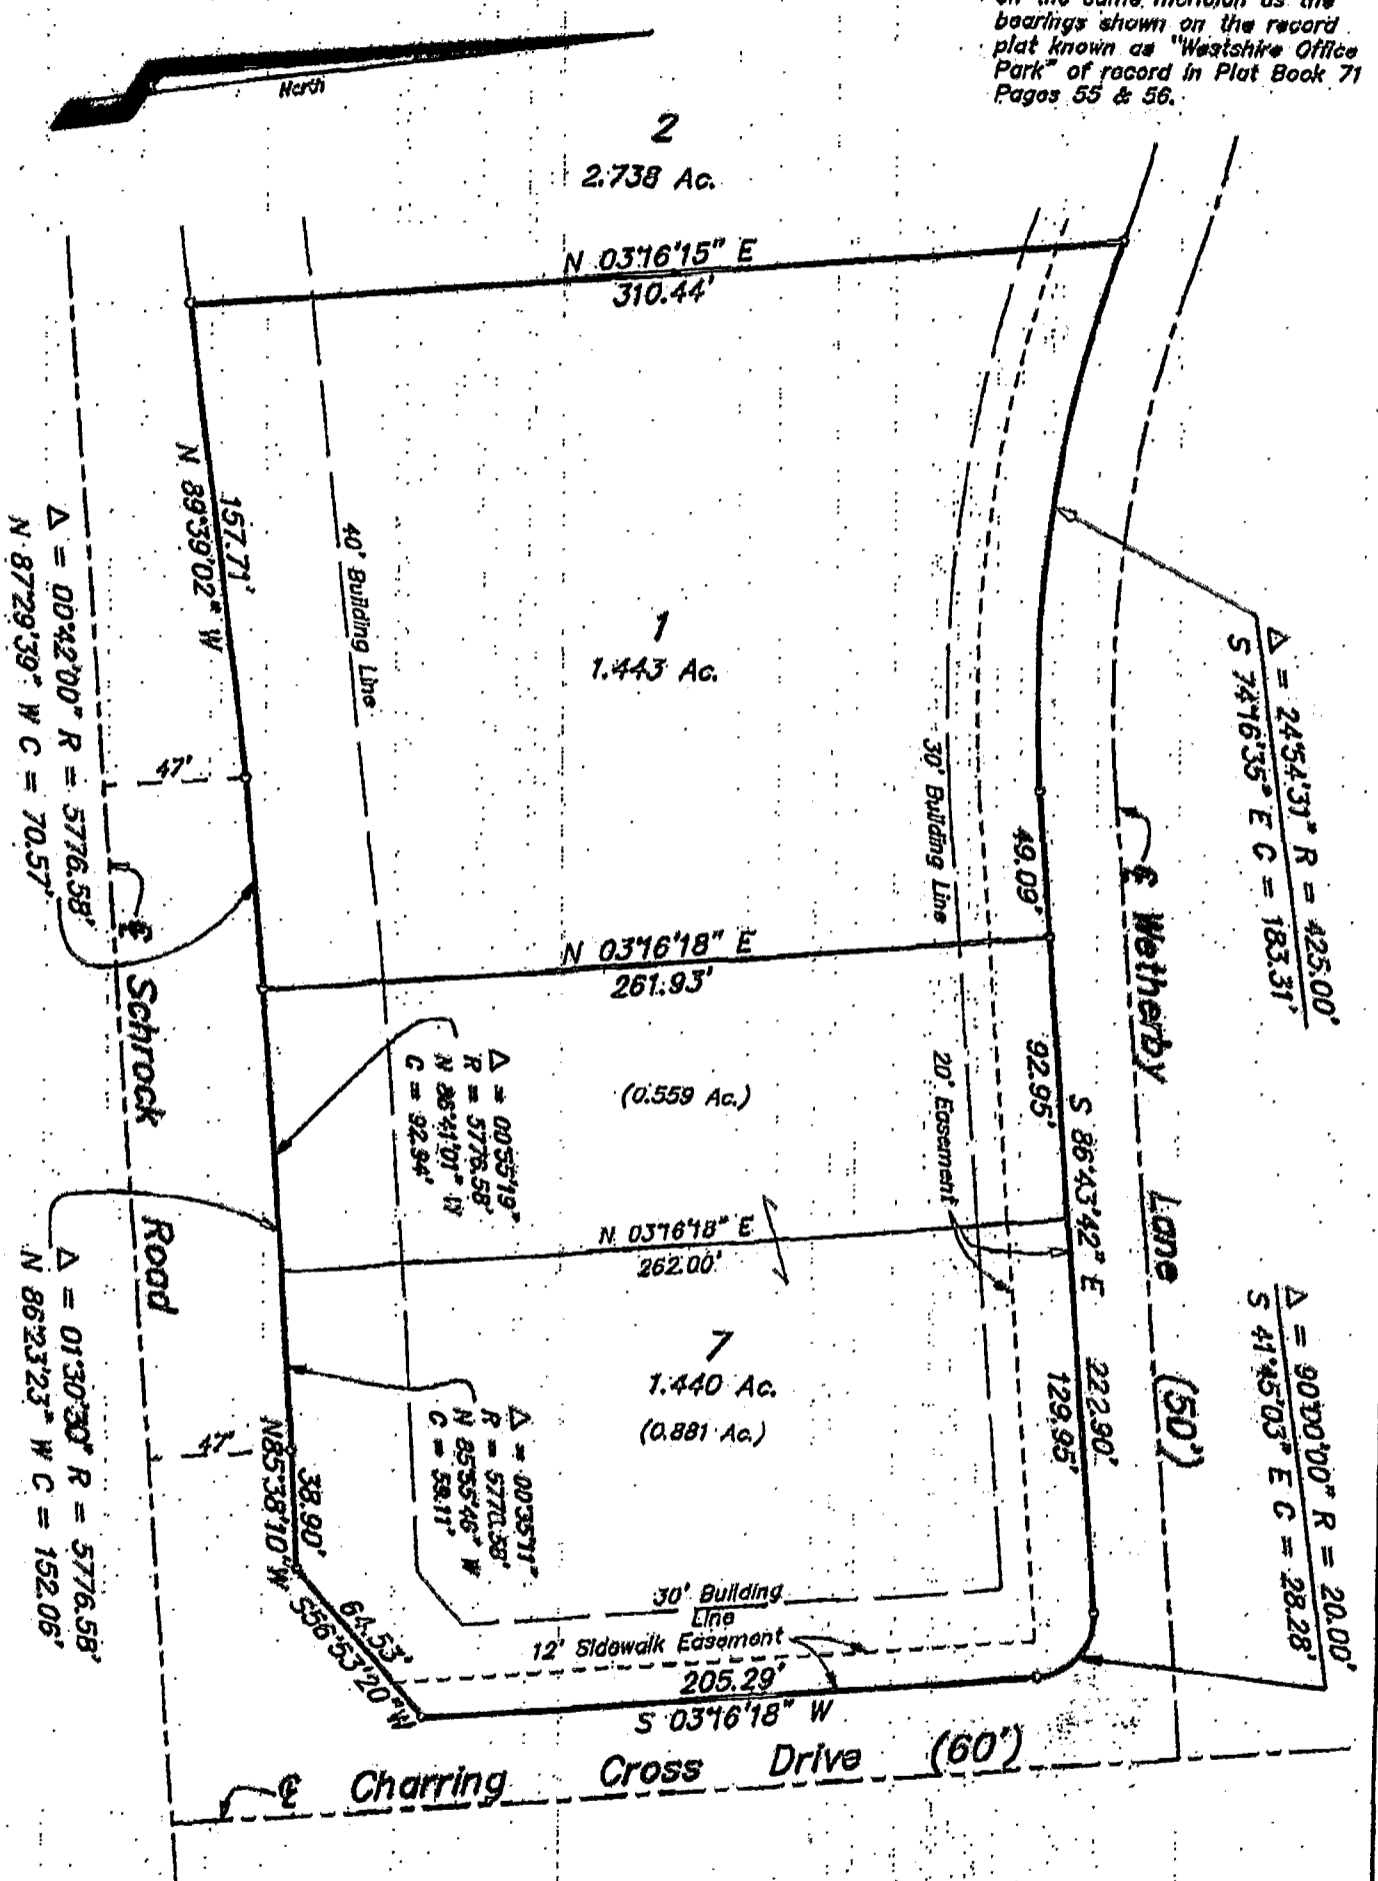 bearings shown on the record
plat known as "Westshire Office
Park" of record in Plat Book 71
Pages 55 & 56.
North
2
2.738 Ac.
N 03°16'15" E
310.44'
157.71'
N 89°39'02" W
40' Building Line
Δ = 00°42'00" R = 5776.58'
N 87°29'39" W C = 70.57'
47'
1
1.443 Ac.
30' Building Line
49.09'
Δ = 24°54'31" R = 425.00'
S 74°16'35" E C = 183.31'
℄ Wetherby Lane (50')
℄ Schrock Road
N 03°16'18" E
261.93'
Δ = 00°55'19"
R = 5776.58'
N 86°41'01" W
C = 92.94'
(0.559 Ac.)
20' Easement
92.95'
S 86°43'42" E 222.90'
129.95'
N 03°16'18" E
262.00'
7
1.440 Ac.
(0.881 Ac.)
Δ = 00°35'11"
R = 5776.58'
N 85°55'46" W
C = 59.11'
Δ = 01°30'30" R = 5776.58'
N 86°23'23" W C = 152.06'
47'
38.90'
N85°38'10"W
64.53'
S56°53'20"W
Δ = 90°00'00" R = 20.00'
S 41°45'03" E C = 28.28'
30' Building
Line
12' Sidewalk Easement
205.29'
S 03°16'18" W
℄ Charring Cross Drive (60')